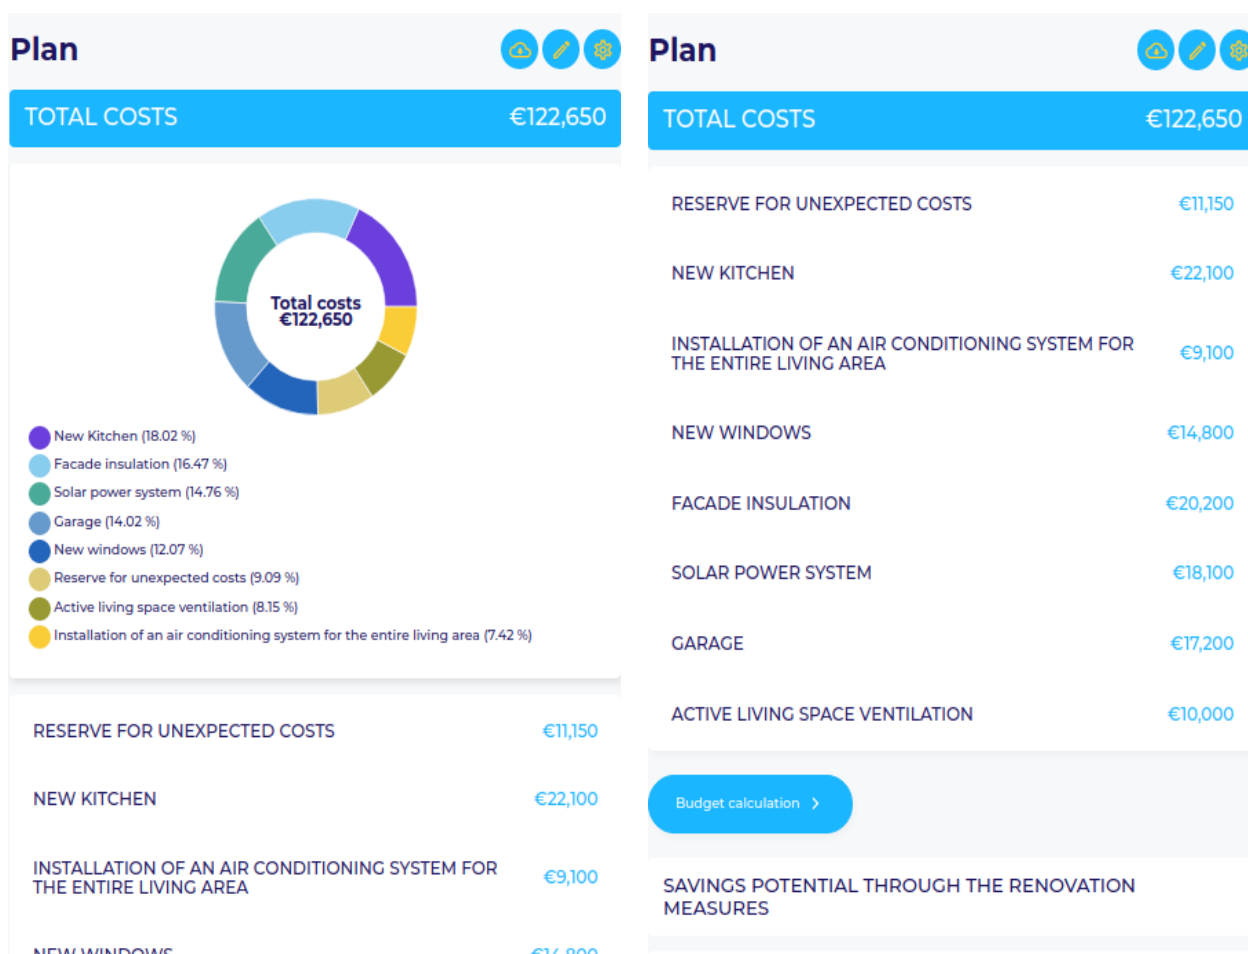 Plan
TOTAL COSTS €122,650
Total costs
€122,650
New Kitchen (18.02 %)
Facade insulation (16.47 %)
Solar power system (14.76 %)
Garage (14.02 %)
New windows (12.07 %)
Reserve for unexpected costs (9.09 %)
Active living space ventilation (8.15 %)
Installation of an air conditioning system for the entire living area (7.42 %)
RESERVE FOR UNEXPECTED COSTS €11,150
NEW KITCHEN €22,100
INSTALLATION OF AN AIR CONDITIONING SYSTEM FOR
THE ENTIRE LIVING AREA €9,100
NEW WINDOWS €14,800
Plan
TOTAL COSTS €122,650
RESERVE FOR UNEXPECTED COSTS €11,150
NEW KITCHEN €22,100
INSTALLATION OF AN AIR CONDITIONING SYSTEM FOR
THE ENTIRE LIVING AREA €9,100
NEW WINDOWS €14,800
FACADE INSULATION €20,200
SOLAR POWER SYSTEM €18,100
GARAGE €17,200
ACTIVE LIVING SPACE VENTILATION €10,000
Budget calculation
SAVINGS POTENTIAL THROUGH THE RENOVATION
MEASURES